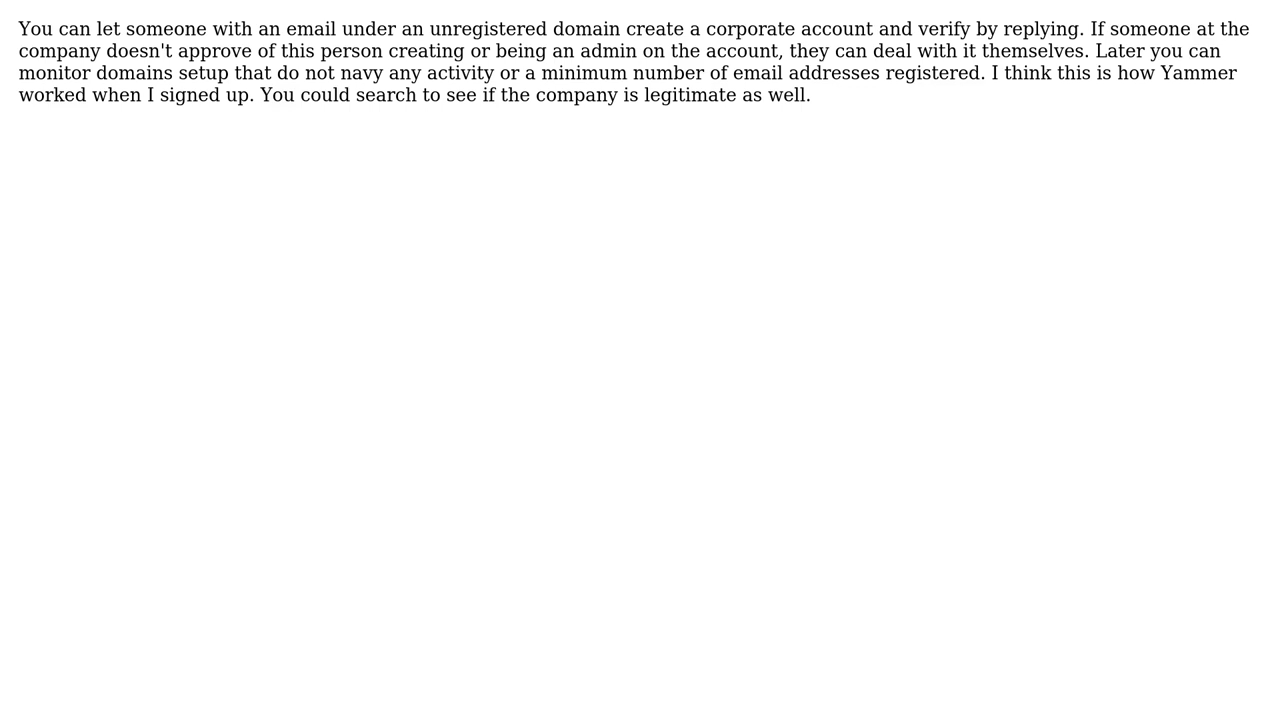 You can let someone with an email under an unregistered domain create a corporate account and verify by replying. If someone at the
company doesn't approve of this person creating or being an admin on the account, they can deal with it themselves. Later you can
monitor domains setup that do not navy any activity or a minimum number of email addresses registered. I think this is how Yammer
worked when I signed up. You could search to see if the company is legitimate as well.